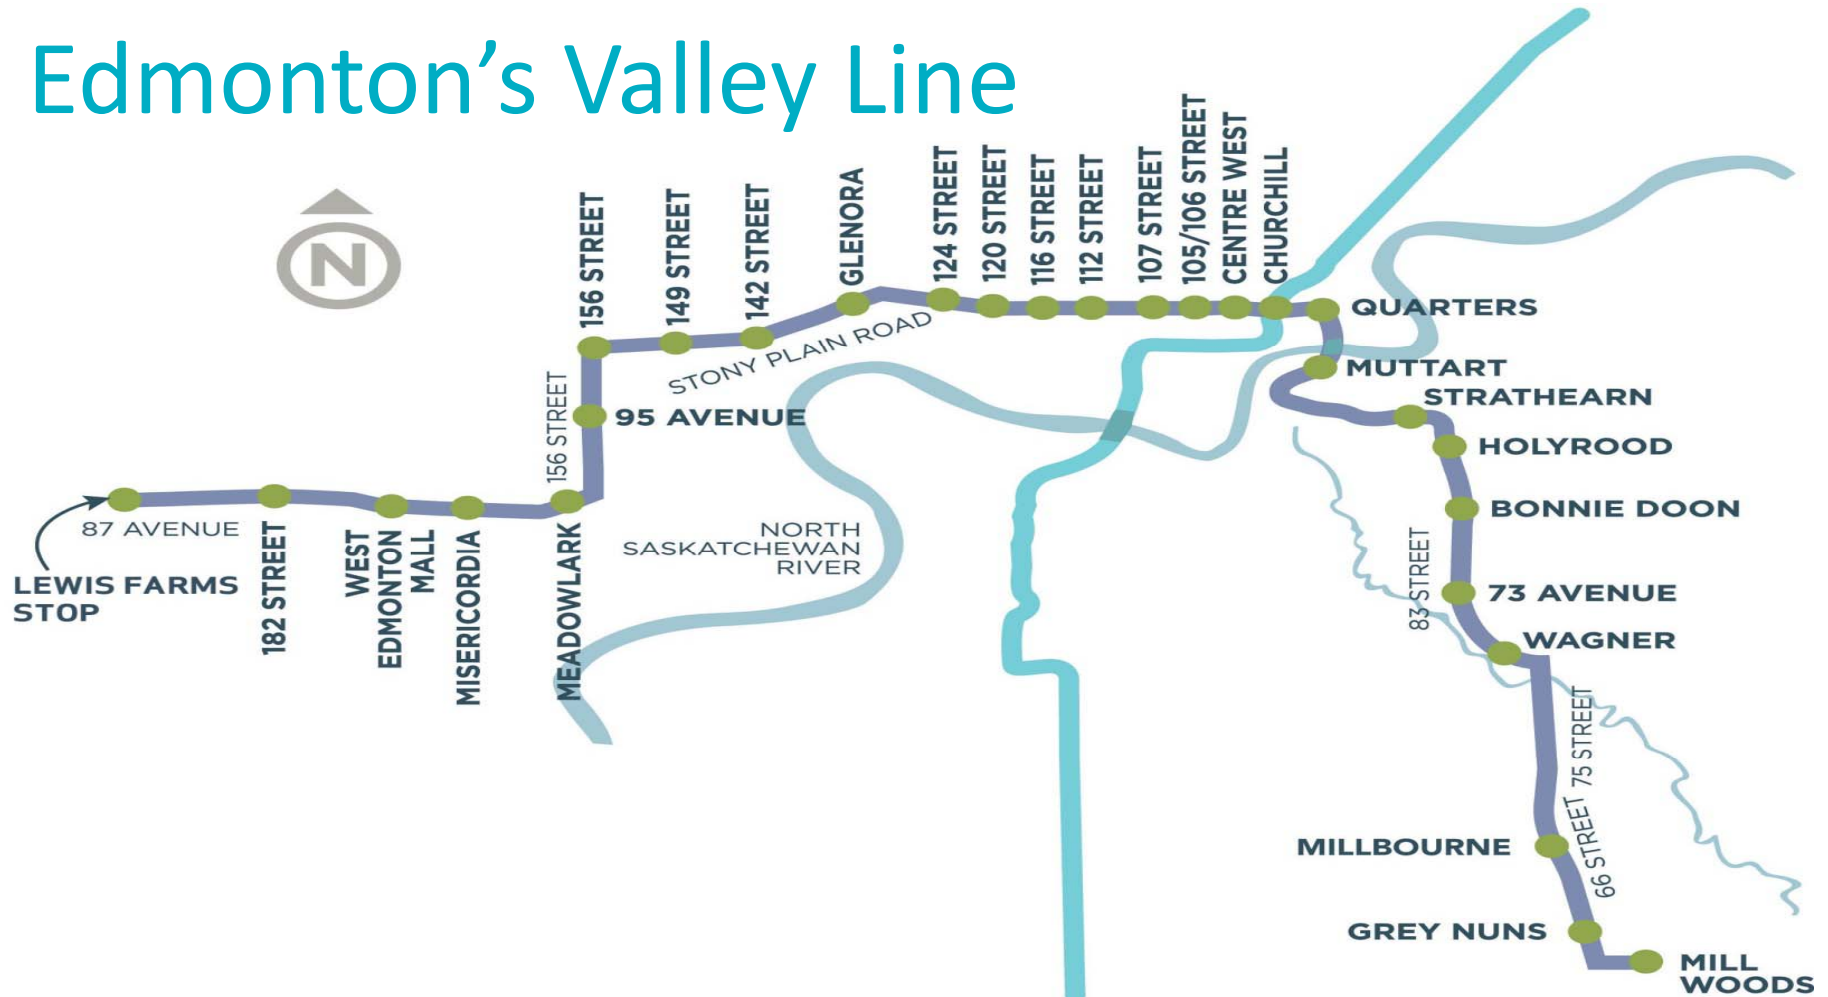 Edmonton's Valley Line
N
156 STREET
149 STREET
142 STREET
GLENORA
124 STREET
120 STREET
116 STREET
112 STREET
107 STREET
105/106 STREET
CENTRE WEST
CHURCHILL
QUARTERS
MUTTART
STRATHEARN
HOLYROOD
BONNIE DOON
73 AVENUE
WAGNER
83 STREET
75 STREET
66 STREET
MILLBOURNE
GREY NUNS
MILL
WOODS
STONY PLAIN ROAD
156 STREET
95 AVENUE
87 AVENUE
LEWIS FARMS
STOP
182 STREET
WEST
EDMONTON
MALL
MISERICORDIA
MEADOWLARK
NORTH
SASKATCHEWAN
RIVER